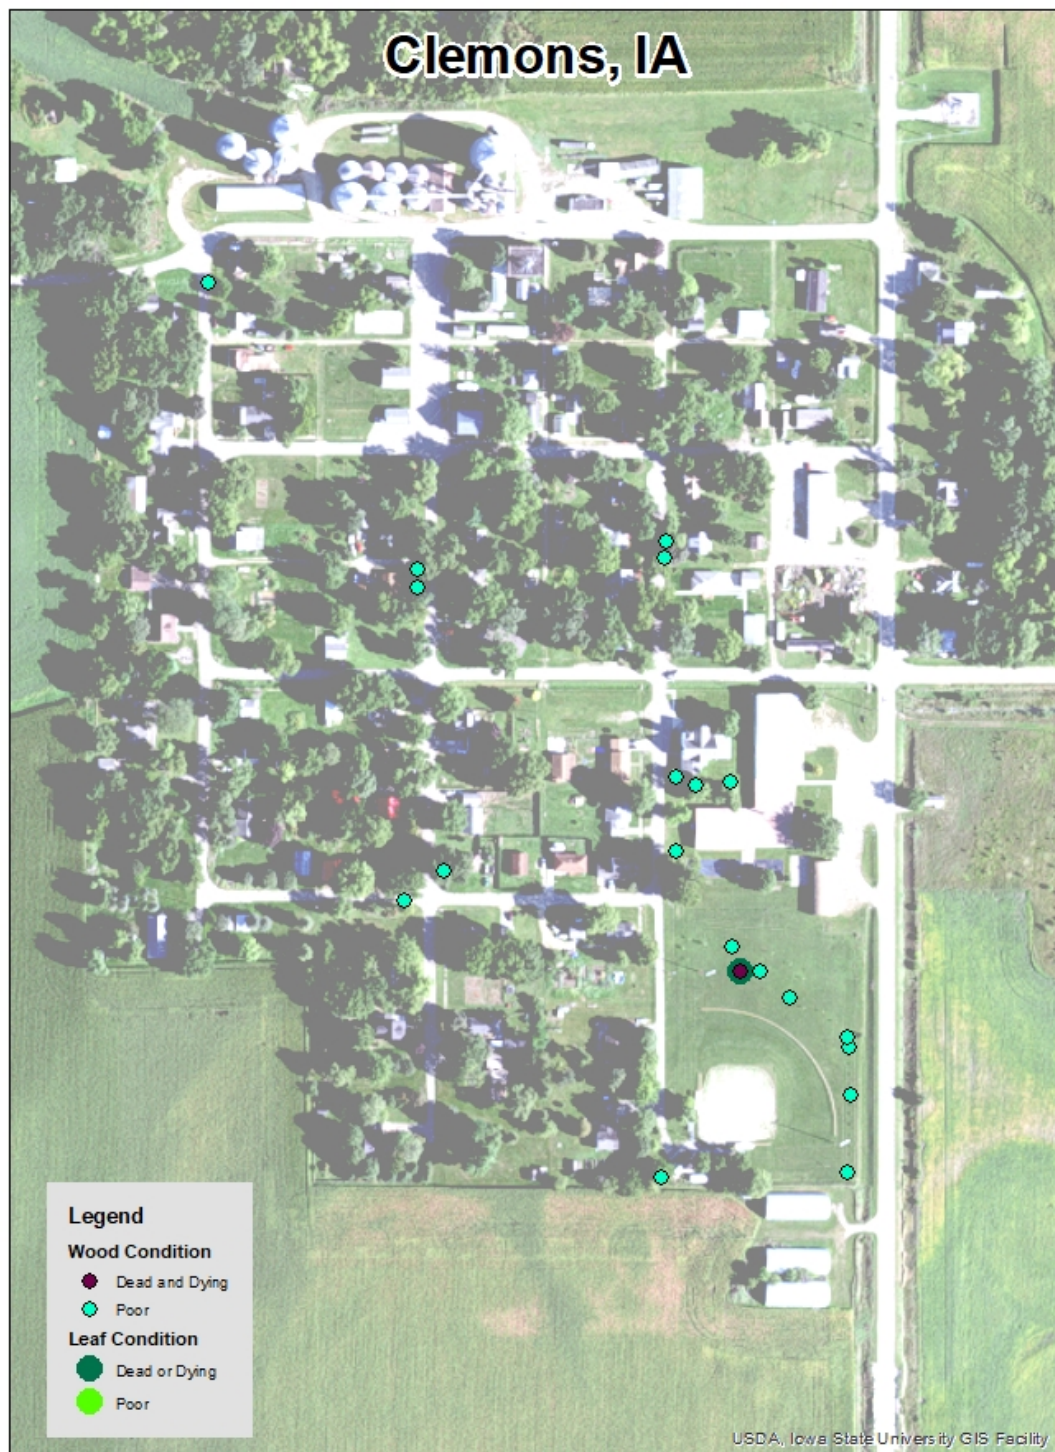 Clemons, IA
Legend
Wood Condition
Dead and Dying
Poor
Leaf Condition
Dead or Dying
Poor
USDA, Iowa State University GIS Facility